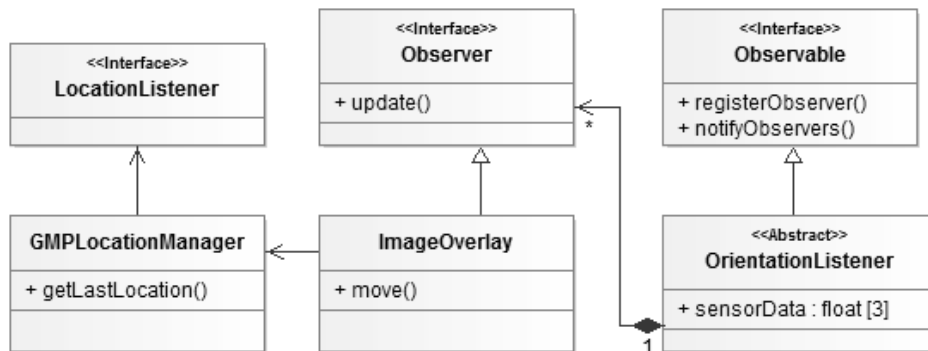 <<Interface>>
LocationListener
<<Interface>>
Observer
+ update()
*
<<Interface>>
Observable
+ registerObserver()
+ notifyObservers()
GMPLocationManager
+ getLastLocation()
ImageOverlay
+ move()
<<Abstract>>
OrientationListener
+ sensorData : float [3]
1